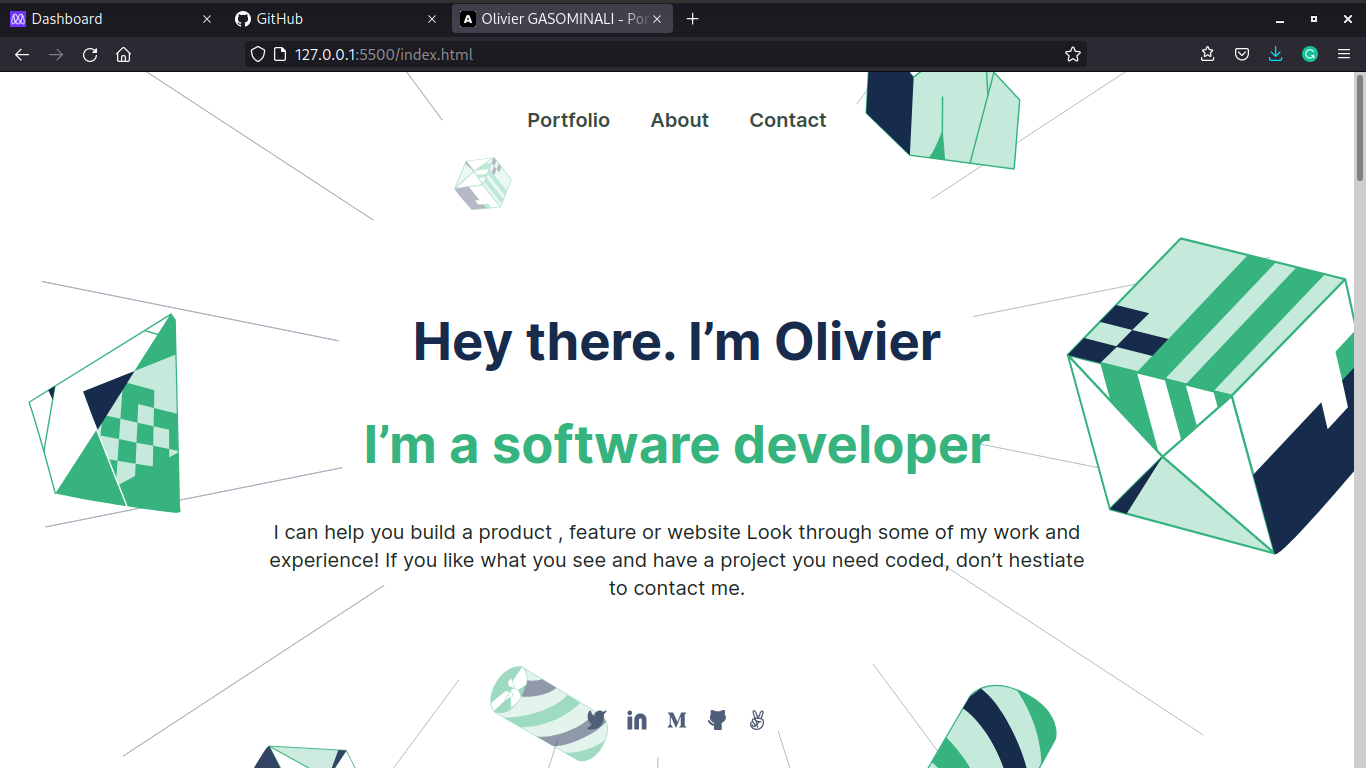 Dashboard
GitHub
A Olivier GASOMINALI - Por
127.0.0.1:5500/index.html
Portfolio About Contact
Hey there. I’m Olivier
I’m a software developer
I can help you build a product , feature or website Look through some of my work and
experience! If you like what you see and have a project you need coded, don’t hestiate
to contact me.